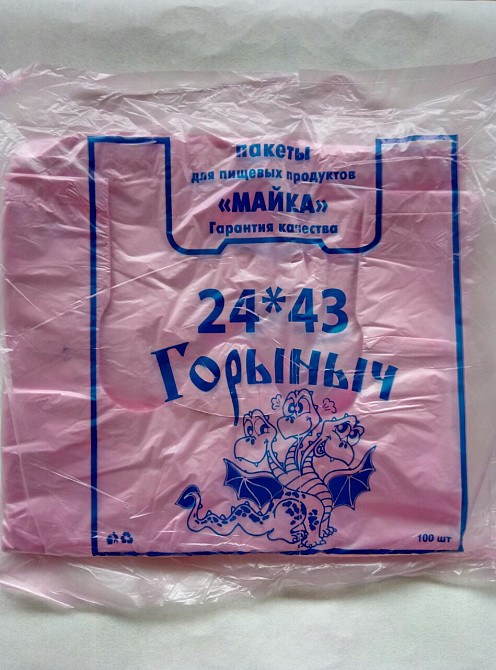 пакеты
для пищевых продуктов
«МАЙКА»
Гарантия качества
24*43
Горыныч
100 шт